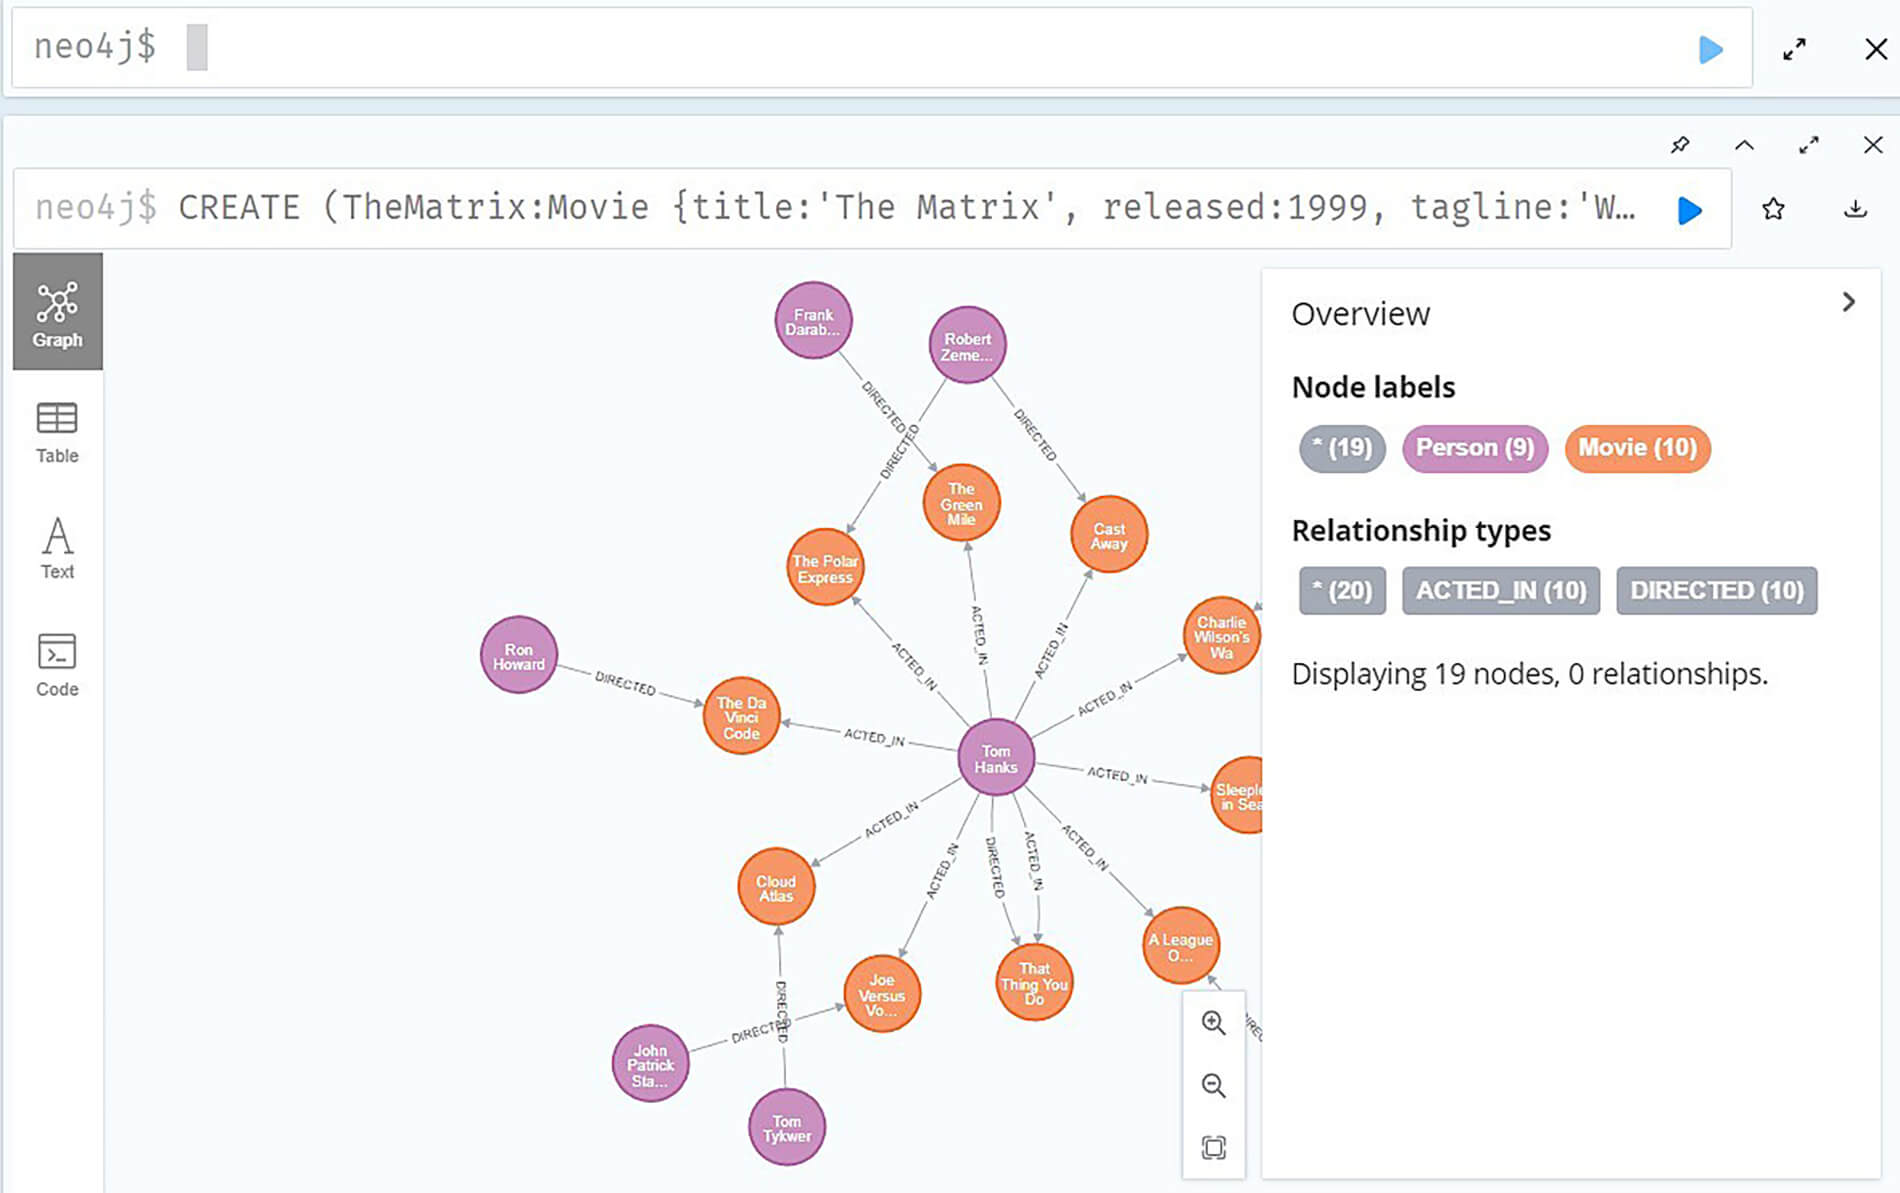 neo4j$
neo4j$ CREATE (TheMatrix:Movie {title:'The Matrix', released:1999, tagline:'W…
Graph
Table
Text
Code
Frank
Darab...
Robert
Zeme...
DIRECTED
DIRECTED
DIRECTED
The
Green
Mile
Cast
Away
The Polar
Express
Charlie
Wilson's
Wa
ACTED_IN
ACTED_IN
ACTED_IN
ACTED_IN
Ron
Howard
DIRECTED
The Da
Vinci
Code
ACTED_IN
Tom
Hanks
ACTED_IN
Sleeple
in Sea
ACTED_IN
ACTED_IN
DIRECTED
ACTED_IN
ACTED_IN
Cloud
Atlas
A League
O...
Joe
Versus
Vo...
That
Thing You
Do
DIRECTED
DIRECTED
John
Patrick
Sta...
Tom
Tykwer
Overview
Node labels
* (19) Person (9) Movie (10)
Relationship types
* (20) ACTED_IN (10) DIRECTED (10)
Displaying 19 nodes, 0 relationships.